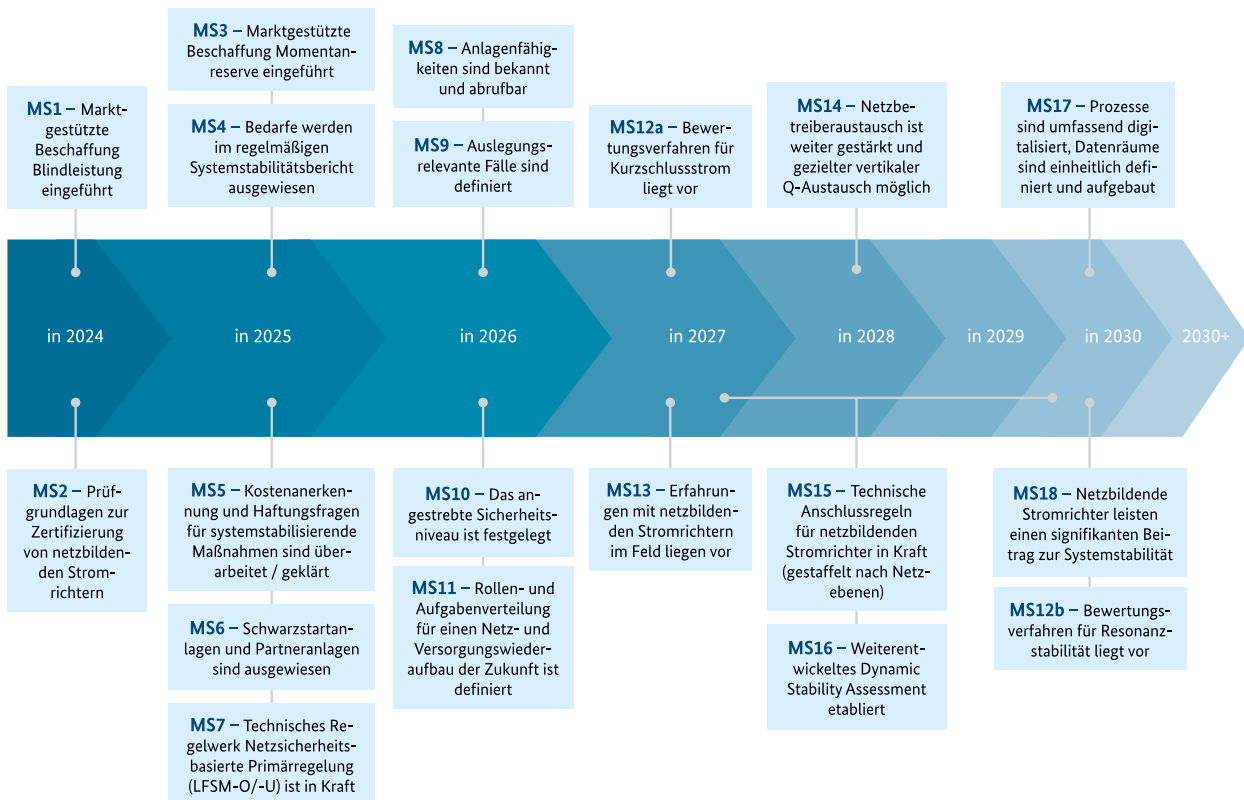 MS1 – Markt-
gestützte
Beschaffung
Blindleistung
eingeführt
MS3 – Marktgestützte
Beschaffung Momentan-
reserve eingeführt
MS4 – Bedarfe werden
im regelmäßigen
Systemstabilitätsbericht
ausgewiesen
MS8 – Anlagenfähig-
keiten sind bekannt
und abrufbar
MS9 – Auslegungs-
relevante Fälle sind
definiert
MS12a – Bewer-
tungsverfahren für
Kurzschlussstrom
liegt vor
MS14 – Netzbe-
treiberaustausch ist
weiter gestärkt und
gezielter vertikaler
Q-Austausch möglich
MS17 – Prozesse
sind umfassend digi-
talisiert, Datenräume
sind einheitlich defi-
niert und aufgebaut
in 2024
in 2025
in 2026
in 2027
in 2028
in 2029
in 2030
2030+
MS2 – Prüf-
grundlagen zur
Zertifizierung
von netzbilden-
den Strom-
richtern
MS5 – Kostenanerken-
nung und Haftungsfragen
für systemstabilisierende
Maßnahmen sind über-
arbeitet / geklärt
MS6 – Schwarzstartan-
lagen und Partneranlagen
sind ausgewiesen
MS7 – Technisches Re-
gelwerk Netzsicherheits-
basierte Primärregelung
(LFSM-O/-U) ist in Kraft
MS10 – Das an-
gestrebte Sicherheits-
niveau ist festgelegt
MS11 – Rollen- und
Aufgabenverteilung
für einen Netz- und
Versorgungswieder-
aufbau der Zukunft ist
definiert
MS13 – Erfahrun-
gen mit netzbilden-
den Stromrichtern
im Feld liegen vor
MS15 – Technische
Anschlussregeln
für netzbildenden
Stromrichter in Kraft
(gestaffelt nach Netz-
ebenen)
MS16 – Weiterent-
wickeltes Dynamic
Stability Assessment
etabliert
MS18 – Netzbildende
Stromrichter leisten
einen signifikanten Bei-
trag zur Systemstabilität
MS12b – Bewertungs-
verfahren für Resonanz-
stabilität liegt vor